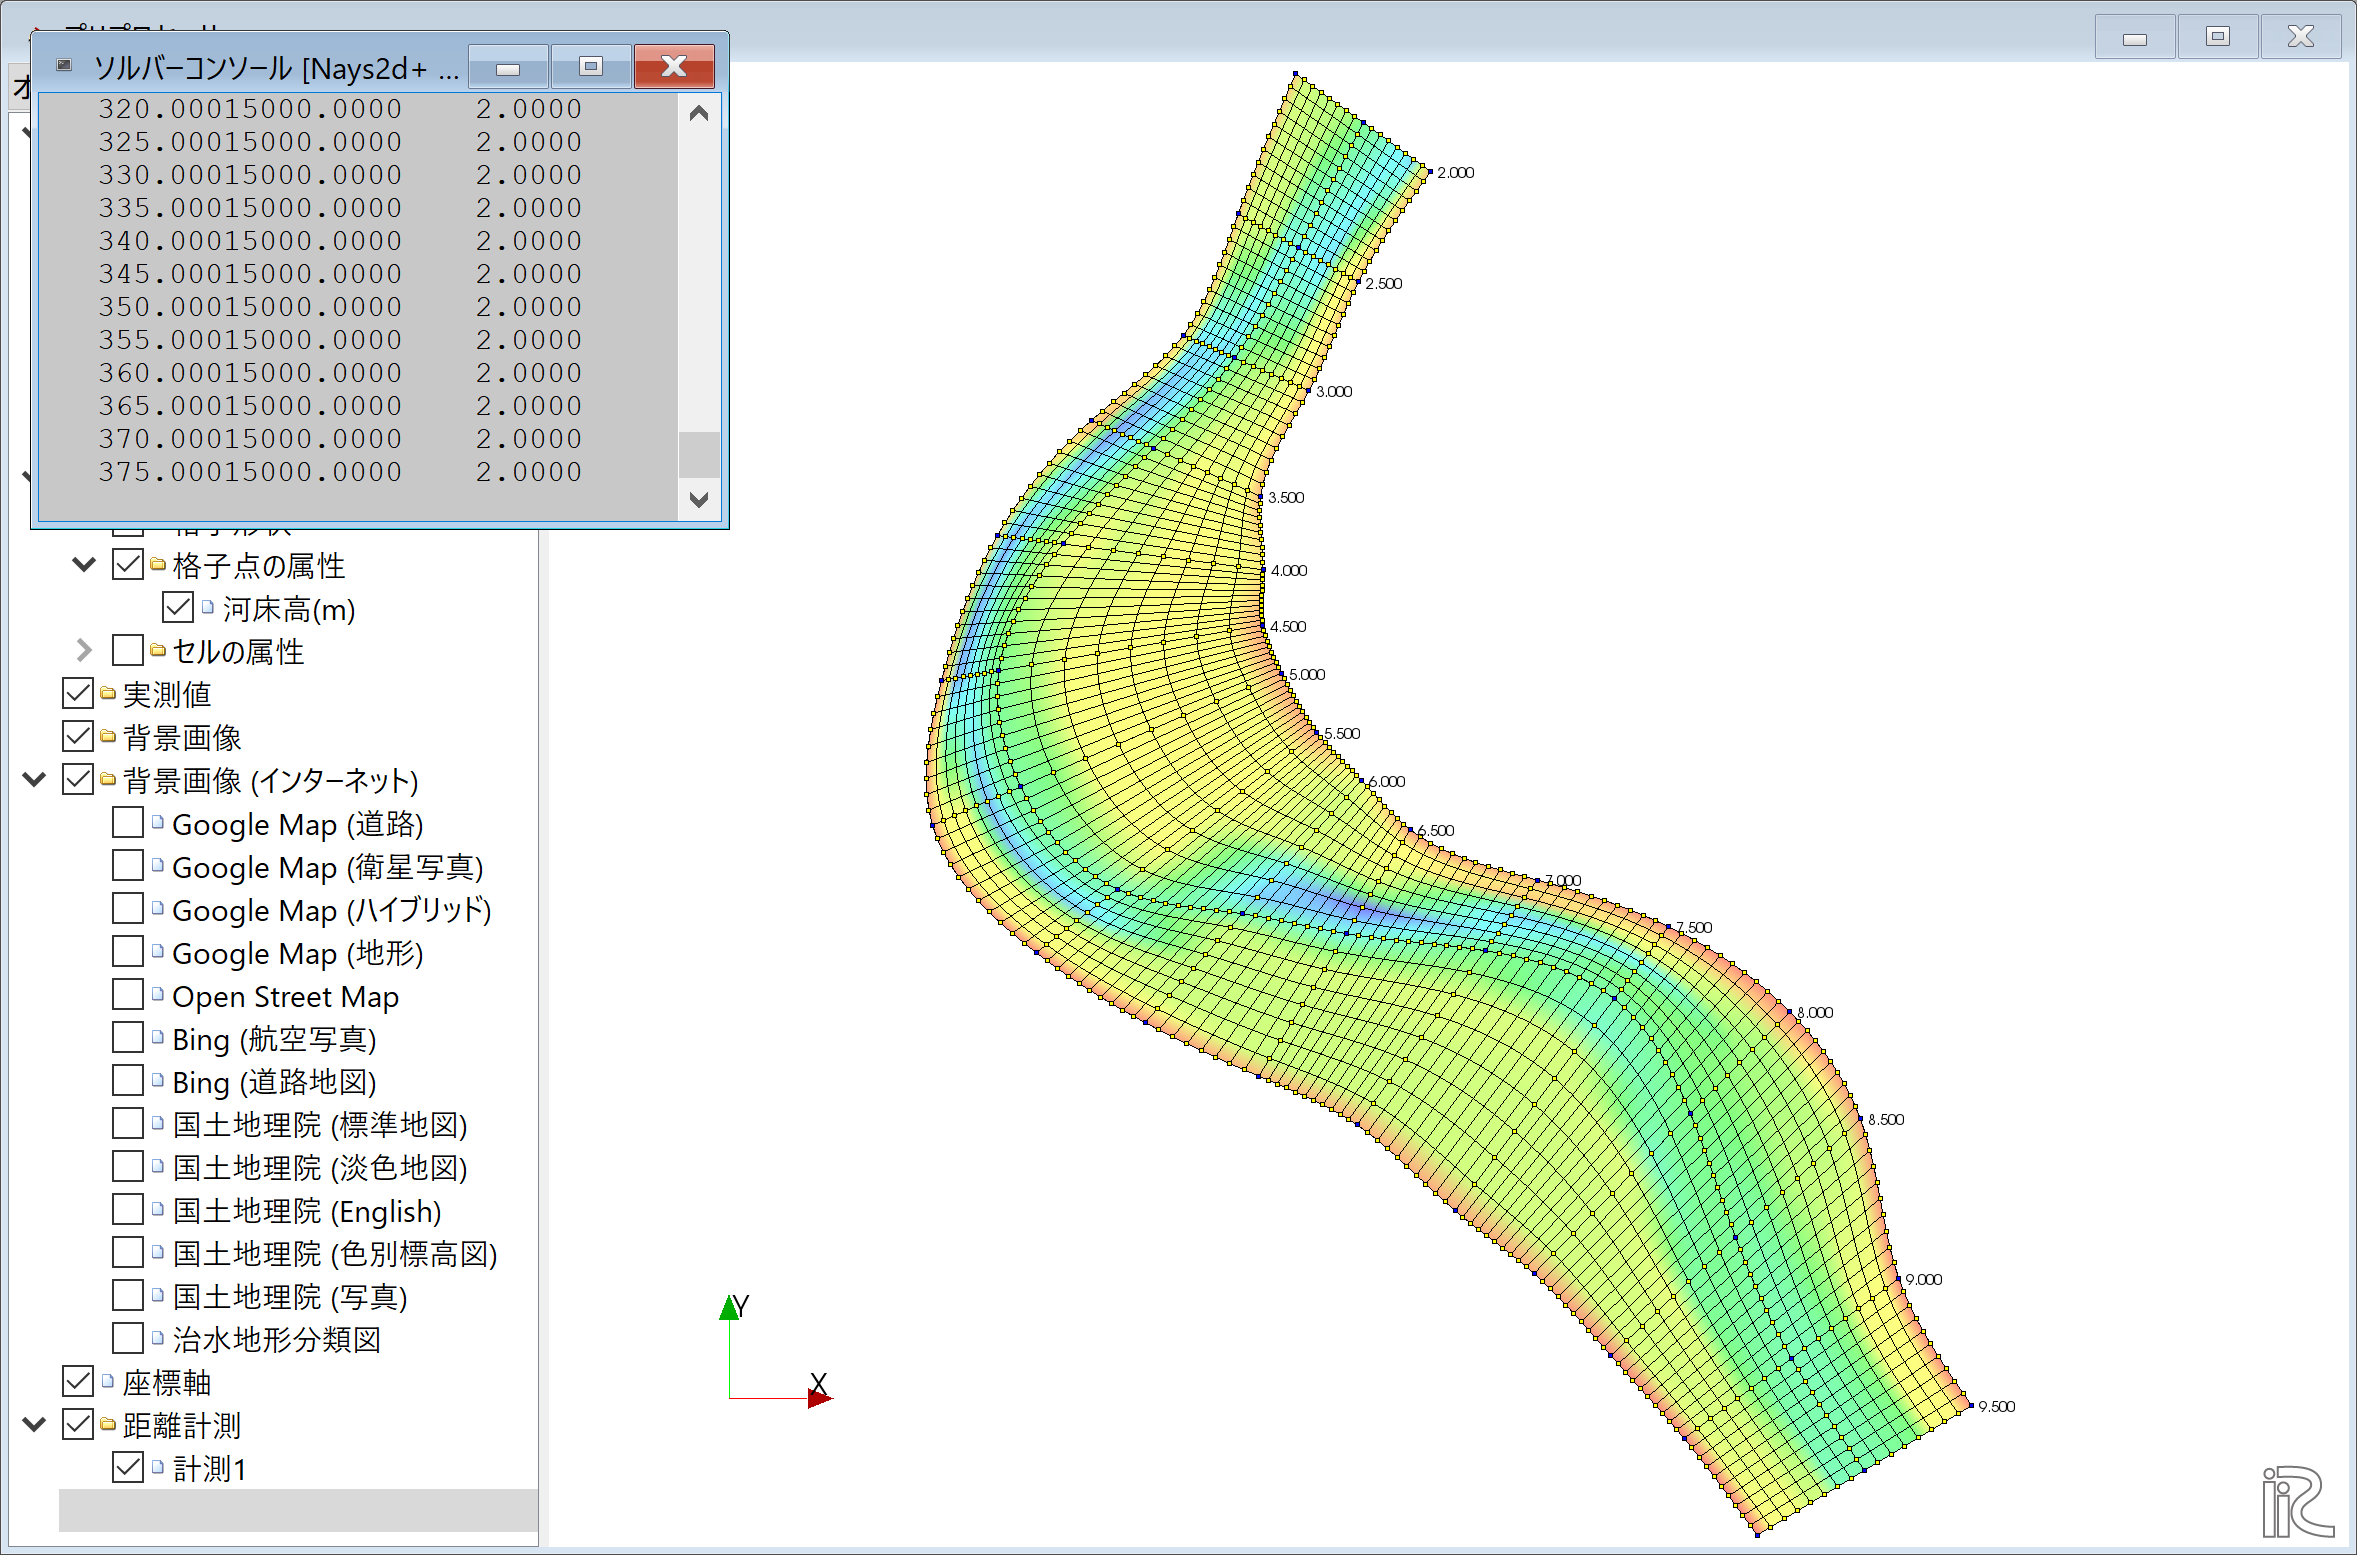 ソルバーコンソール [Nays2d+ ...
320.00015000.0000 2.0000
325.00015000.0000 2.0000
330.00015000.0000 2.0000
335.00015000.0000 2.0000
340.00015000.0000 2.0000
345.00015000.0000 2.0000
350.00015000.0000 2.0000
355.00015000.0000 2.0000
360.00015000.0000 2.0000
365.00015000.0000 2.0000
370.00015000.0000 2.0000
375.00015000.0000 2.0000
格子点の属性
河床高(m)
セルの属性
実測値
背景画像
背景画像 (インターネット)
Google Map (道路)
Google Map (衛星写真)
Google Map (ハイブリッド)
Google Map (地形)
Open Street Map
Bing (航空写真)
Bing (道路地図)
国土地理院 (標準地図)
国土地理院 (淡色地図)
国土地理院 (English)
国土地理院 (色別標高図)
国土地理院 (写真)
治水地形分類図
座標軸
距離計測
計測1
2.000
2.500
3.000
3.500
4.000
4.500
5.000
5.500
6.000
6.500
7.000
7.500
8.000
8.500
9.000
9.500
Y
X
iRIC